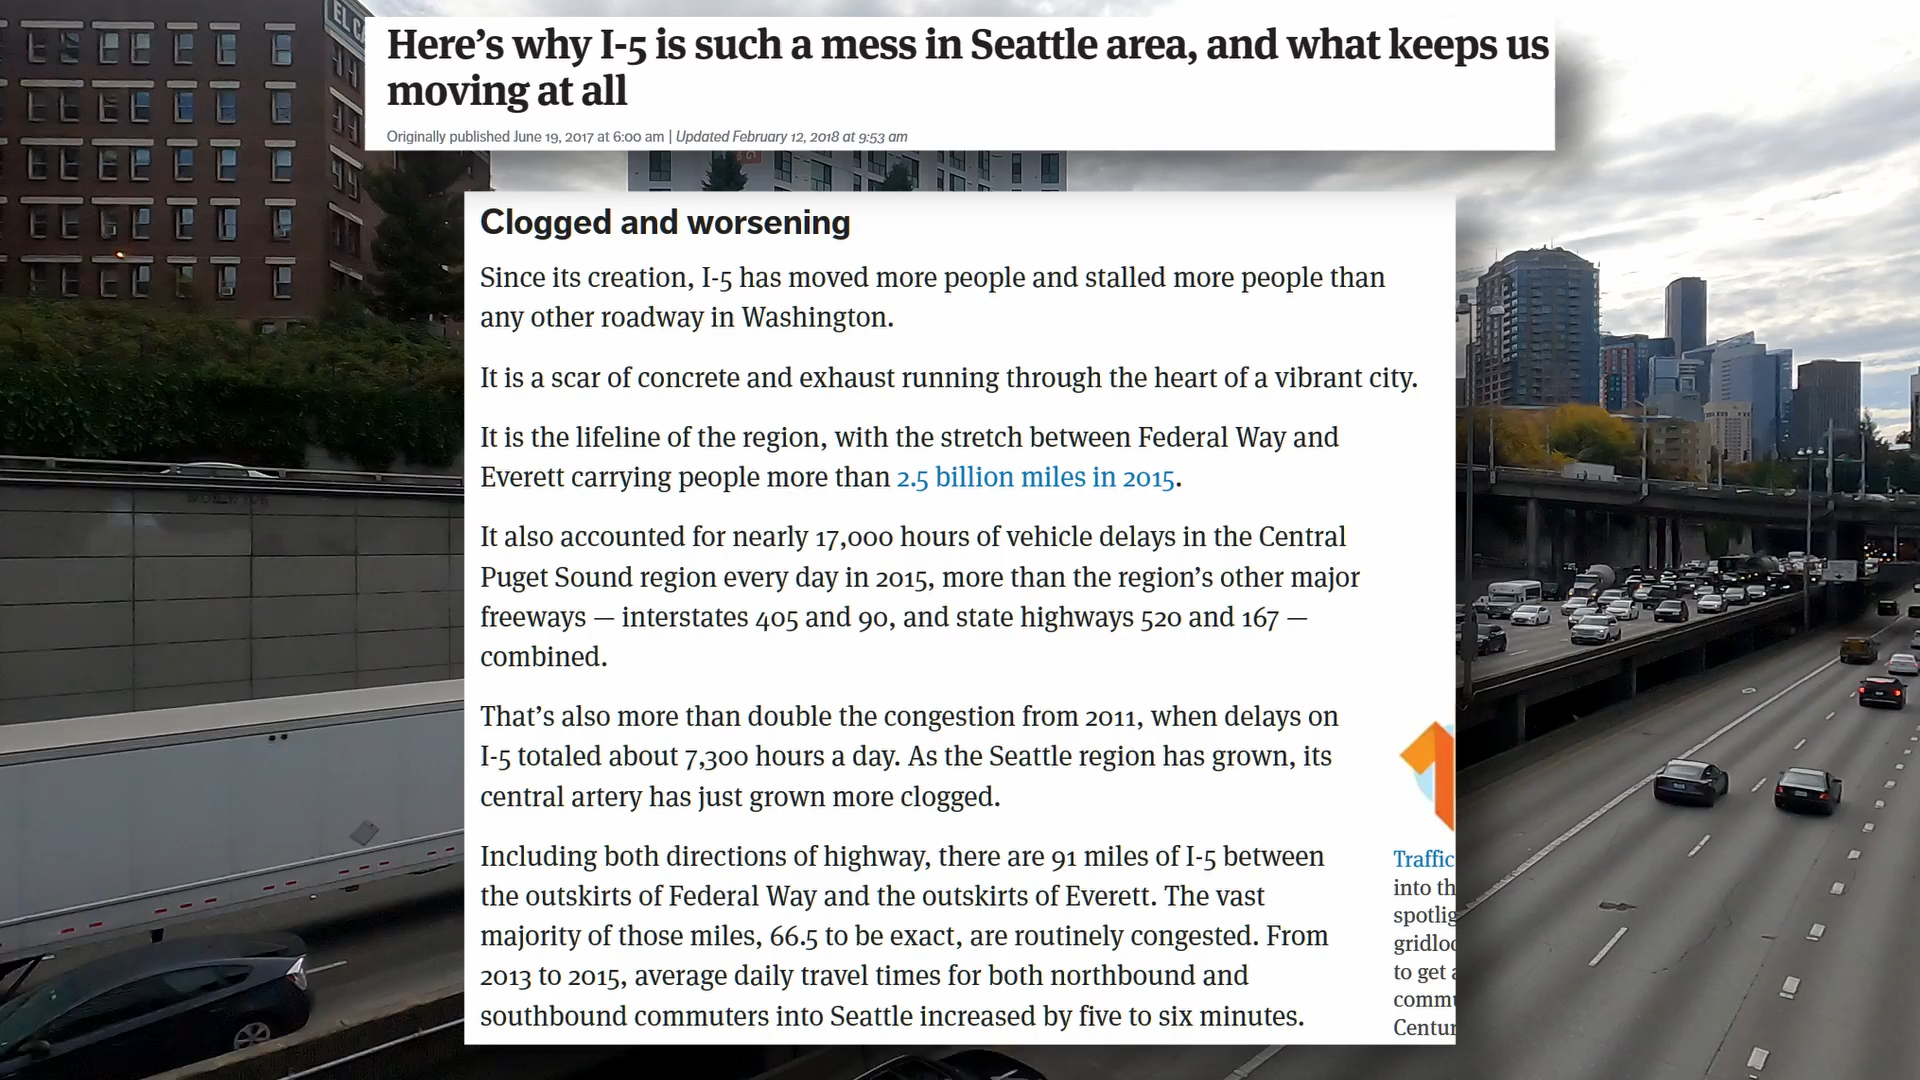 EL C
Here’s why I-5 is such a mess in Seattle area, and what keeps us
moving at all
Originally published June 19, 2017 at 6:00 am | Updated February 12, 2018 at 9:53 am
Clogged and worsening
Since its creation, I-5 has moved more people and stalled more people than
any other roadway in Washington.
It is a scar of concrete and exhaust running through the heart of a vibrant city.
It is the lifeline of the region, with the stretch between Federal Way and
Everett carrying people more than 2.5 billion miles in 2015.
It also accounted for nearly 17,000 hours of vehicle delays in the Central
Puget Sound region every day in 2015, more than the region’s other major
freeways — interstates 405 and 90, and state highways 520 and 167 —
combined.
That’s also more than double the congestion from 2011, when delays on
I-5 totaled about 7,300 hours a day. As the Seattle region has grown, its
central artery has just grown more clogged.
Including both directions of highway, there are 91 miles of I-5 between
the outskirts of Federal Way and the outskirts of Everett. The vast
majority of those miles, 66.5 to be exact, are routinely congested. From
2013 to 2015, average daily travel times for both northbound and
southbound commuters into Seattle increased by five to six minutes.
Traffic
into th
spotlig
gridloc
to get a
commu
Centur